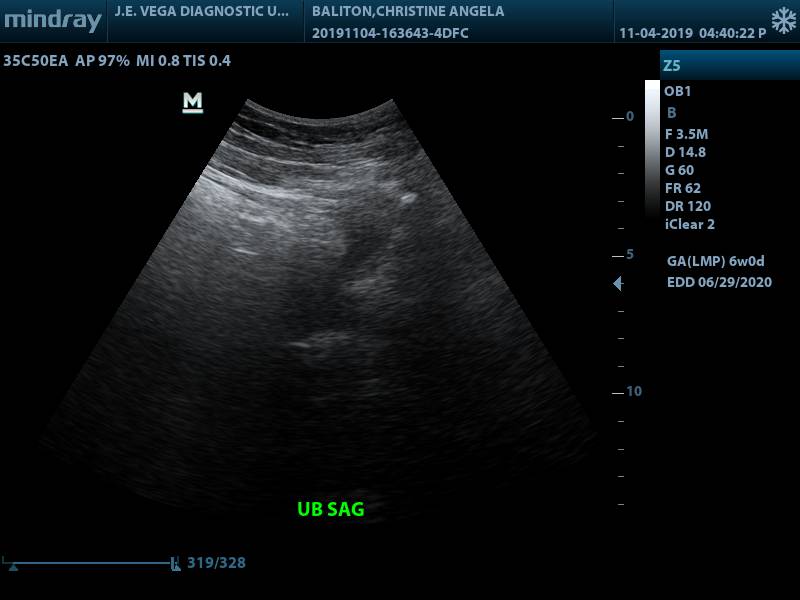 mindray
J.E. VEGA DIAGNOSTIC U...
BALITON,CHRISTINE ANGELA
20191104-163643-4DFC
11-04-2019 04:40:22 P
35C50EA AP 97% MI 0.8 TIS 0.4
Z5
M
OB1
B
F 3.5M
D 14.8
G 60
FR 62
DR 120
iClear 2
GA(LMP) 6w0d
EDD 06/29/2020
0
5
10
UB SAG
319/328